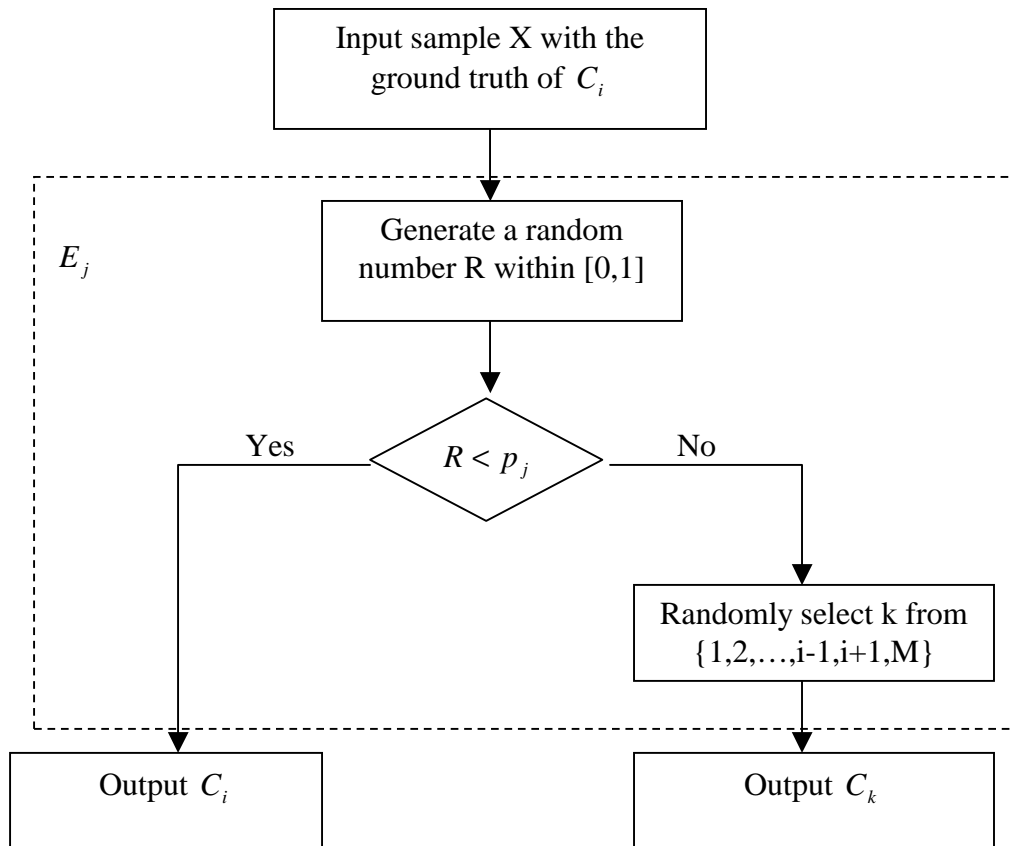 Input sample X with the
ground truth of C_i
Generate a random
number R within [0,1]
E_j
Yes
R < p_j
No
Randomly select k from
{1,2,…,i-1,i+1,M}
Output C_i
Output C_k